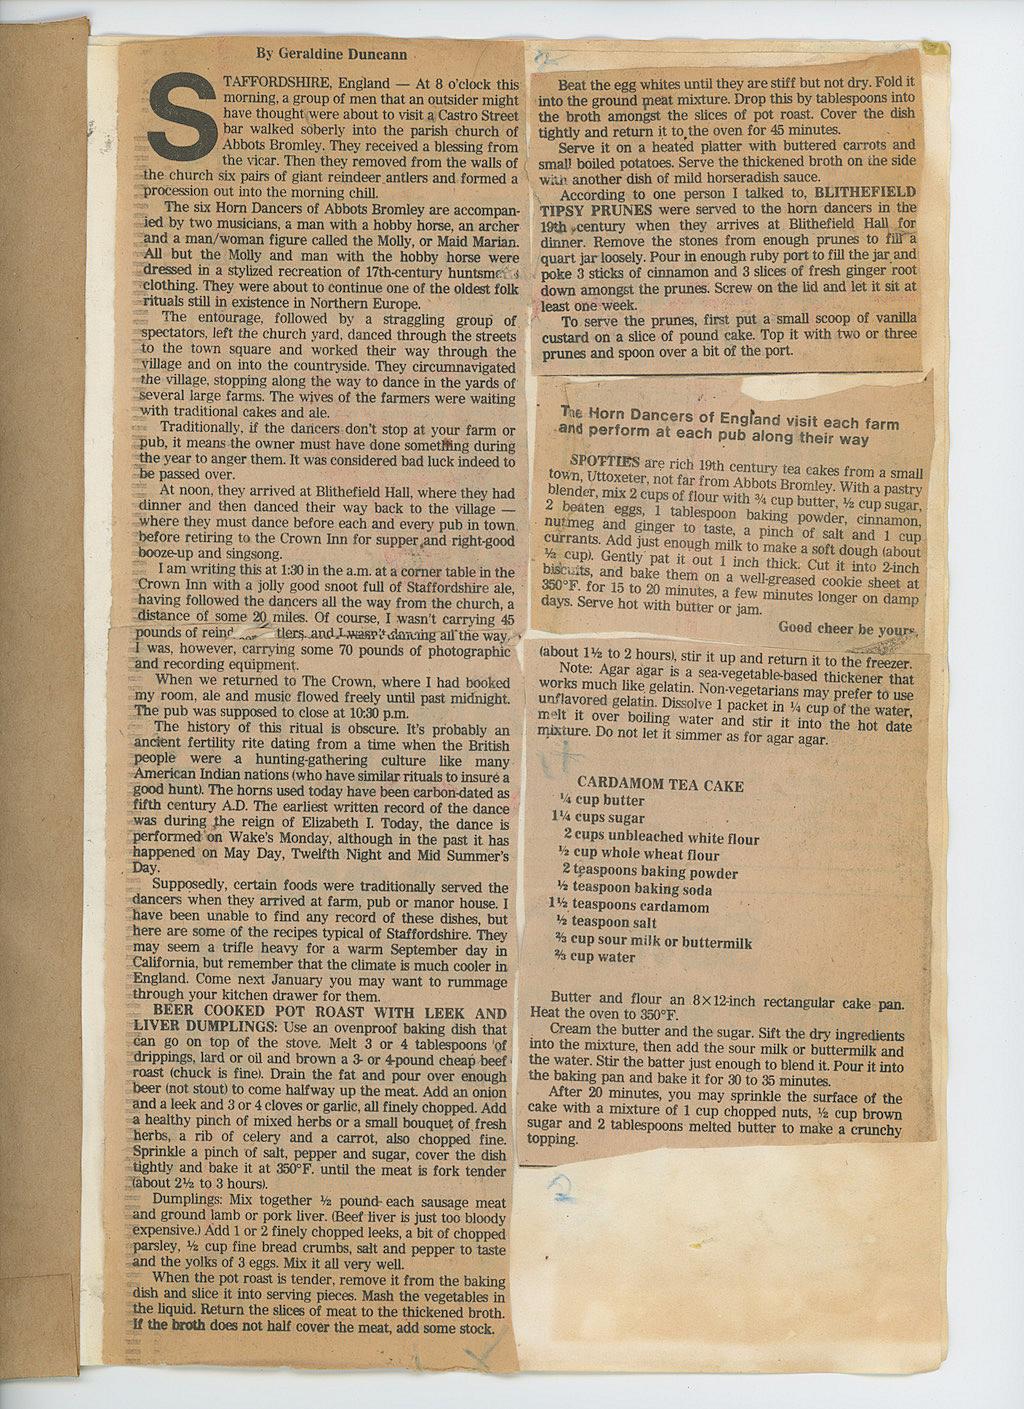 By Geraldine Duncann
STAFFORDSHIRE, England — At 8 o'clock this
morning, a group of men that an outsider might
have thought were about to visit a Castro Street
bar walked soberly into the parish church of
Abbots Bromley. They received a blessing from
the vicar. Then they removed from the walls of
the church six pairs of giant reindeer antlers and formed a
procession out into the morning chill.
The six Horn Dancers of Abbots Bromley are accompan-
ied by two musicians, a man with a hobby horse, an archer
and a man/woman figure called the Molly, or Maid Marian.
All but the Molly and man with the hobby horse were
dressed in a stylized recreation of 17th-century
clothing. They were about to continue one of the oldest folk
rituals still in existence in Northern Europe.
The entourage, followed by a straggling group of
spectators, left the church yard, danced through the streets
to the town square and worked their way through the
village and on into the countryside. They circumnavigated
the village, stopping along the way to dance in the yards of
several large farms. The wives of the farmers were waiting
with traditional cakes and ale.
Traditionally, if the dancers don't stop at your farm or
pub, it means the owner must have done something during
the year to anger them. It was considered bad luck indeed to
be passed over.
At noon, they arrived at Blithefield Hall, where they had
dinner and then danced their way back to the village —
where they must dance before each and every pub in town
before retiring to the Crown Inn for supper and right-good
booze-up and singsong.
I am writing this at 1:30 in the a.m. at a corner table in the
Crown Inn with a jolly good snoot full of Staffordshire ale,
having followed the dancers all the way from the church, a
distance of some 20 miles. Of course, I wasn't carrying 45
pounds of reind tlers and I wasn't dancing all the way.
I was, however, carrying some 70 pounds of photographic
and recording equipment.
When we returned to The Crown, where I had booked
my room, ale and music flowed freely until past midnight.
The pub was supposed to close at 10:30 p.m.
The history of this ritual is obscure. It's probably an
ancient fertility rite dating from a time when the British
people were a hunting-gathering culture like many
American Indian nations (who have similar rituals to insure a
good hunt). The horns used today have been carbon-dated as
fifth century A.D. The earliest written record of the dance
was during the reign of Elizabeth I. Today, the dance is
performed on Wake's Monday, although in the past it has
happened on May Day, Twelfth Night and Mid Summer's
Day.
Supposedly, certain foods were traditionally served the
dancers when they arrived at farm, pub or manor house. I
have been unable to find any record of these dishes, but
here are some of the recipes typical of Staffordshire. They
may seem a trifle heavy for a warm September day in
California, but remember that the climate is much cooler in
England. Come next January you may want to rummage
through your kitchen drawer for them.
BEER COOKED POT ROAST WITH LEEK AND
LIVER DUMPLINGS: Use an ovenproof baking dish that
can go on top of the stove. Melt 3 or 4 tablespoons of
drippings, lard or oil and brown a 3- or 4-pound cheap beef
roast (chuck is fine). Drain the fat and pour over enough
beer (not stout) to come halfway up the meat. Add an onion
and a leek and 3 or 4 cloves or garlic, all finely chopped. Add
a healthy pinch of mixed herbs or a small bouquet of fresh
herbs, a rib of celery and a carrot, also chopped fine.
Sprinkle a pinch of salt, pepper and sugar, cover the dish
tightly and bake it at 350°F. until the meat is fork tender
(about 2½ to 3 hours).
Dumplings: Mix together ½ pound each sausage meat
and ground lamb or pork liver. (Beef liver is just too bloody
expensive.) Add 1 or 2 finely chopped leeks, a bit of chopped
parsley, ½ cup fine bread crumbs, salt and pepper to taste
and the yolks of 3 eggs. Mix it all very well.
When the pot roast is tender, remove it from the baking
dish and slice it into serving pieces. Mash the vegetables in
the liquid. Return the slices of meat to the thickened broth.
If the broth does not half cover the meat, add some stock.
Beat the egg whites until they are stiff but not dry. Fold it
into the ground meat mixture. Drop this by tablespoons into
the broth amongst the slices of pot roast. Cover the dish
tightly and return it to the oven for 45 minutes.
Serve it on a heated platter with buttered carrots and
small boiled potatoes. Serve the thickened broth on the side
with another dish of mild horseradish sauce.
According to one person I talked to, BLITHEFIELD
TIPSY PRUNES were served to the horn dancers in the
19th century when they arrives at Blithefield Hall for
dinner. Remove the stones from enough prunes to fill a
quart jar loosely. Pour in enough ruby port to fill the jar and
poke 3 sticks of cinnamon and 3 slices of fresh ginger root
down amongst the prunes. Screw on the lid and let it sit at
least one week.
To serve the prunes, first put a small scoop of vanilla
custard on a slice of pound cake. Top it with two or three
prunes and spoon over a bit of the port.
The Horn Dancers of England visit each farm
and perform at each pub along their way
SPOTTIES are rich 19th century tea cakes from a small
town, Uttoxeter, not far from Abbots Bromley. With a pastry
blender, mix 2 cups of flour with ¾ cup butter, ½ cup sugar,
2 beaten eggs, 1 tablespoon baking powder, cinnamon,
nutmeg and ginger to taste, a pinch of salt and 1 cup
currants. Add just enough milk to make a soft dough (about
½ cup). Gently pat it out 1 inch thick. Cut it into 2-inch
biscuits, and bake them on a well-greased cookie sheet at
350°F. for 15 to 20 minutes, a few minutes longer on damp
days. Serve hot with butter or jam.
Good cheer be yours.
(about 1½ to 2 hours), stir it up and return it to the freezer.
Note: Agar agar is a sea-vegetable-based thickener that
works much like gelatin. Non-vegetarians may prefer to use
unflavored gelatin. Dissolve 1 packet in ¼ cup of the water,
melt it over boiling water and stir it into the hot date
mixture. Do not let it simmer as for agar agar.
CARDAMOM TEA CAKE
¼ cup butter
1¼ cups sugar
2 cups unbleached white flour
½ cup whole wheat flour
2 teaspoons baking powder
½ teaspoon baking soda
1½ teaspoons cardamom
½ teaspoon salt
⅔ cup sour milk or buttermilk
⅔ cup water
Butter and flour an 8×12-inch rectangular cake pan.
Heat the oven to 350°F.
Cream the butter and the sugar. Sift the dry ingredients
into the mixture, then add the sour milk or buttermilk and
the water. Stir the batter just enough to blend it. Pour it into
the baking pan and bake it for 30 to 35 minutes.
After 20 minutes, you may sprinkle the surface of the
cake with a mixture of 1 cup chopped nuts, ½ cup brown
sugar and 2 tablespoons melted butter to make a crunchy
topping.